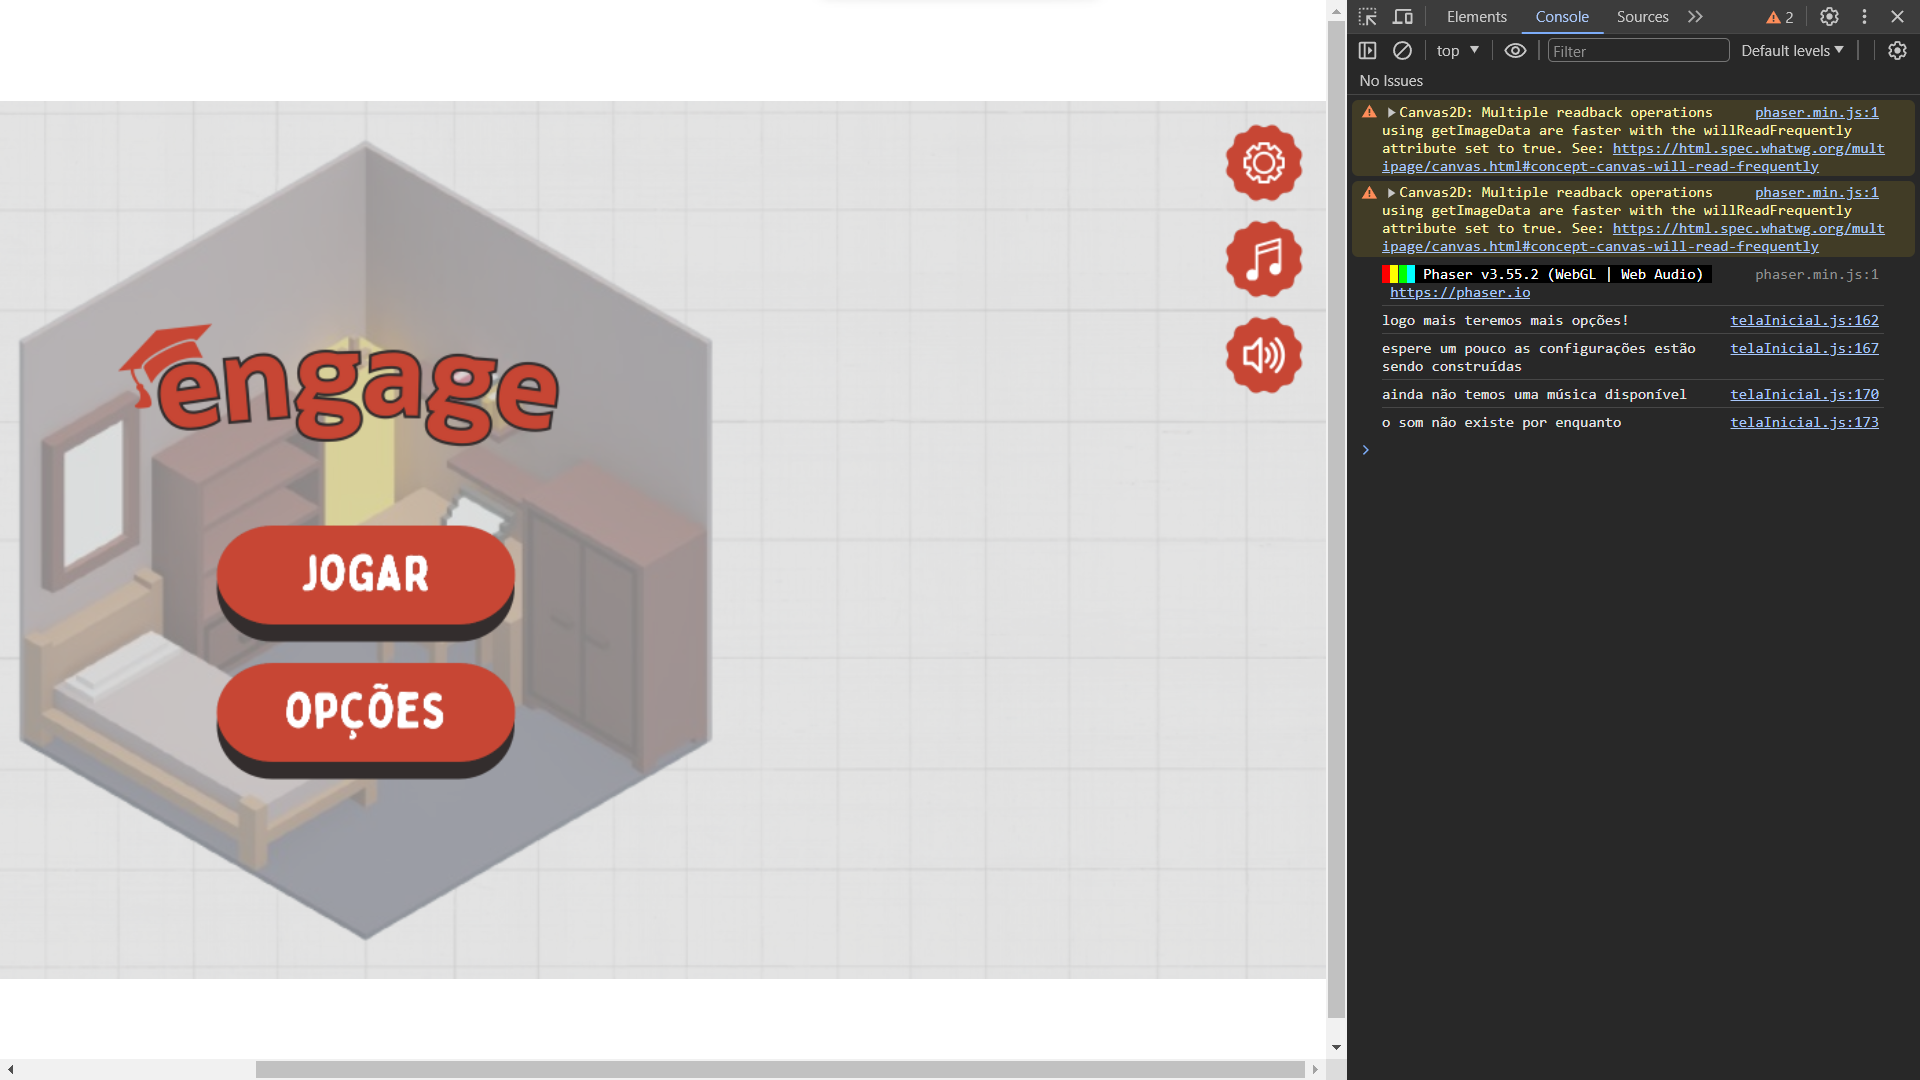 engage
JOGAR
OPÇÕES
Elements Console Sources 2
top Filter Default levels
No Issues
Canvas2D: Multiple readback operations phaser.min.js:1
using getImageData are faster with the willReadFrequently
attribute set to true. See: https://html.spec.whatwg.org/mult
ipage/canvas.html#concept-canvas-will-read-frequently
Canvas2D: Multiple readback operations phaser.min.js:1
using getImageData are faster with the willReadFrequently
attribute set to true. See: https://html.spec.whatwg.org/mult
ipage/canvas.html#concept-canvas-will-read-frequently
Phaser v3.55.2 (WebGL | Web Audio) phaser.min.js:1
https://phaser.io
logo mais teremos mais opções! telaInicial.js:162
espere um pouco as configurações estão telaInicial.js:167
sendo construídas
ainda não temos uma música disponível telaInicial.js:170
o som não existe por enquanto telaInicial.js:173